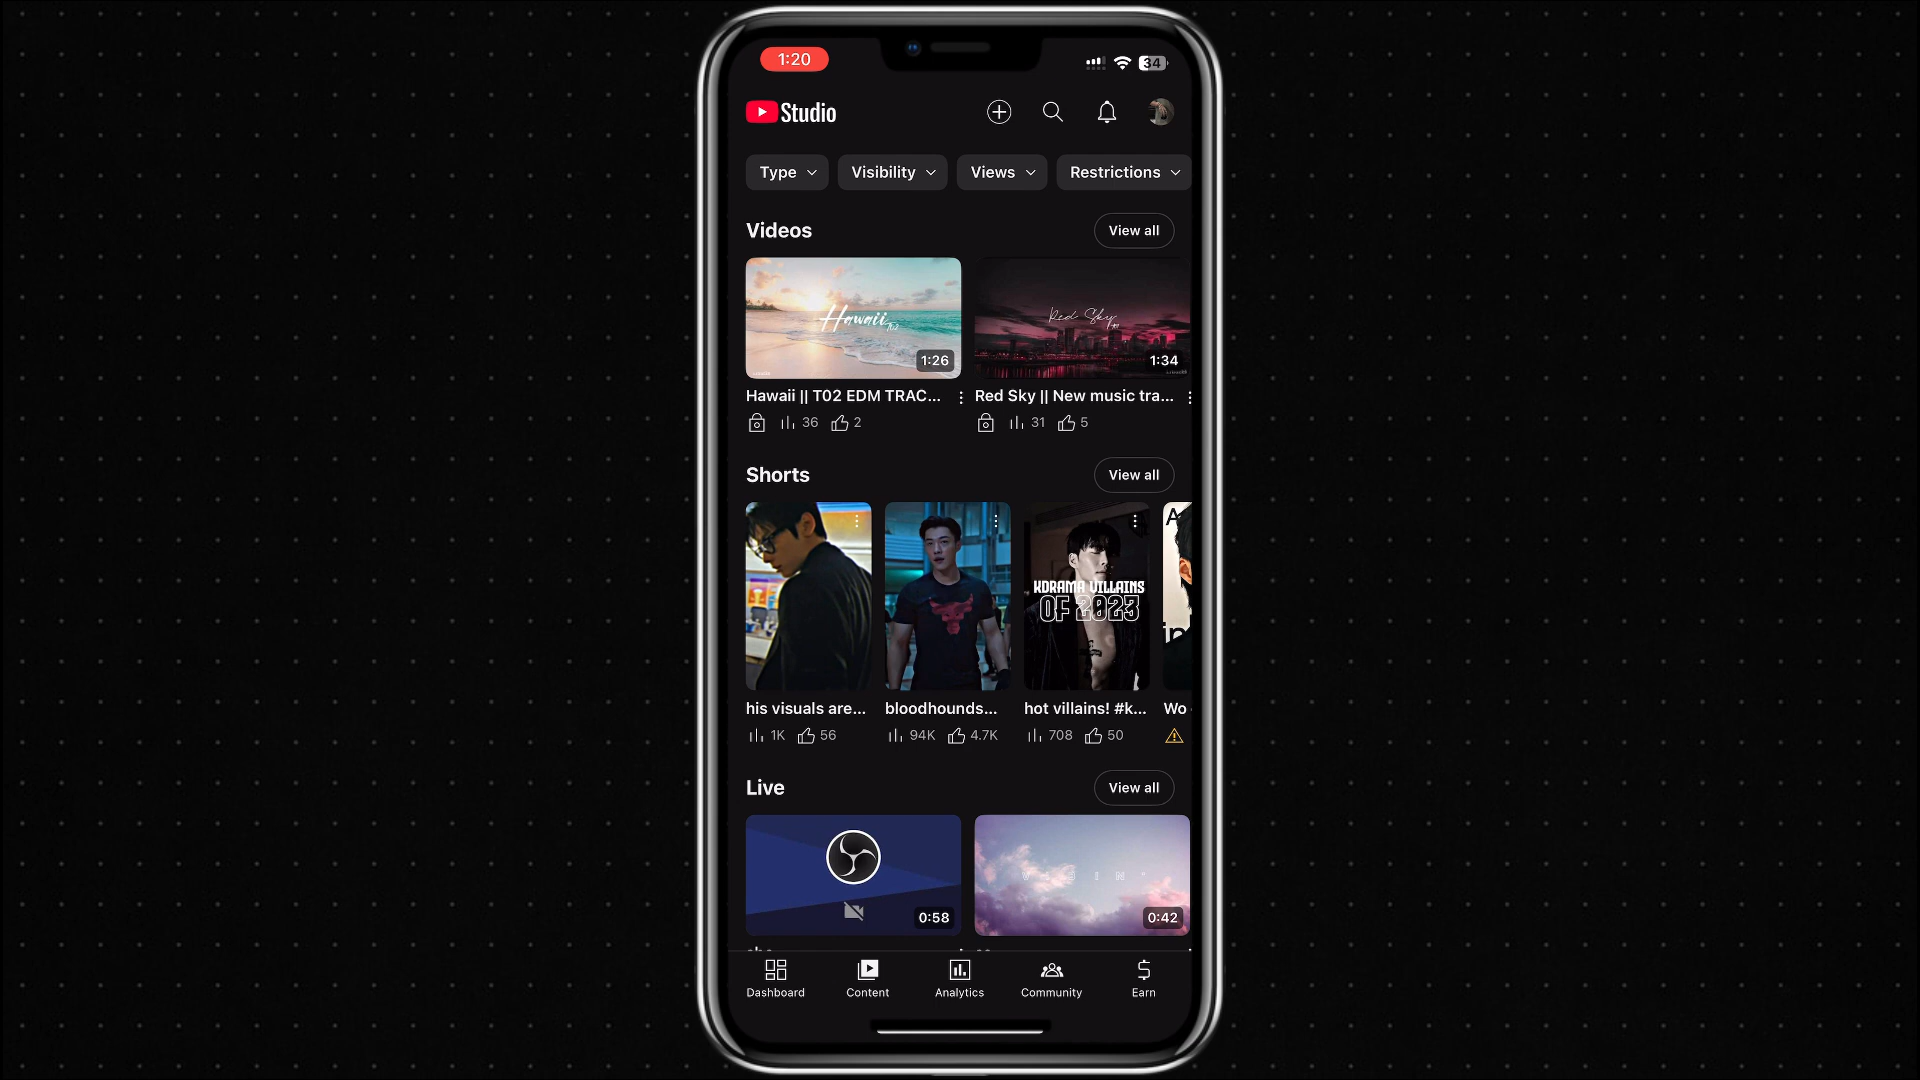 1:20
34
Studio
Type
Visibility
Views
Restrictions
Videos
View all
Hawaii
T02
1:26
Red Sky
1:34
Hawaii || T02 EDM TRAC...
Red Sky || New music tra...
36
2
31
5
Shorts
View all
KDRAMA VILLAINS
OF 2023
his visuals are...
bloodhounds...
hot villains! #k...
Wo
1K
56
94K
4.7K
708
50
Live
View all
0:58
0:42
Dashboard
Content
Analytics
Community
Earn